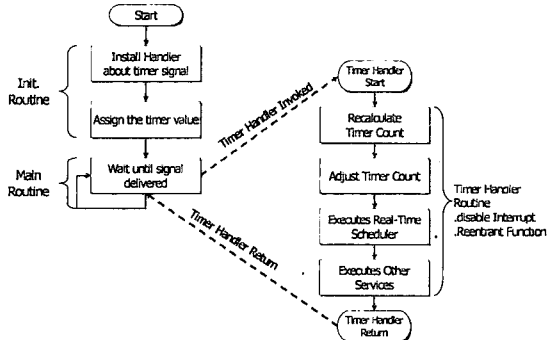 Start
Install Handler
about timer signal
Init.
Routine
Assign the timer value
Main
Routine
Wait until signal
delivered
Timer Handler Invoked
Timer Handler Return
Timer Handler
Start
Recalculate
Timer Count
Adjust Timer Count
Executes Real-Time
Scheduler
Executes Other
Services
Timer Handler
Return
Timer Handler
Routine
.disable Interrupt
.Reentrant Function